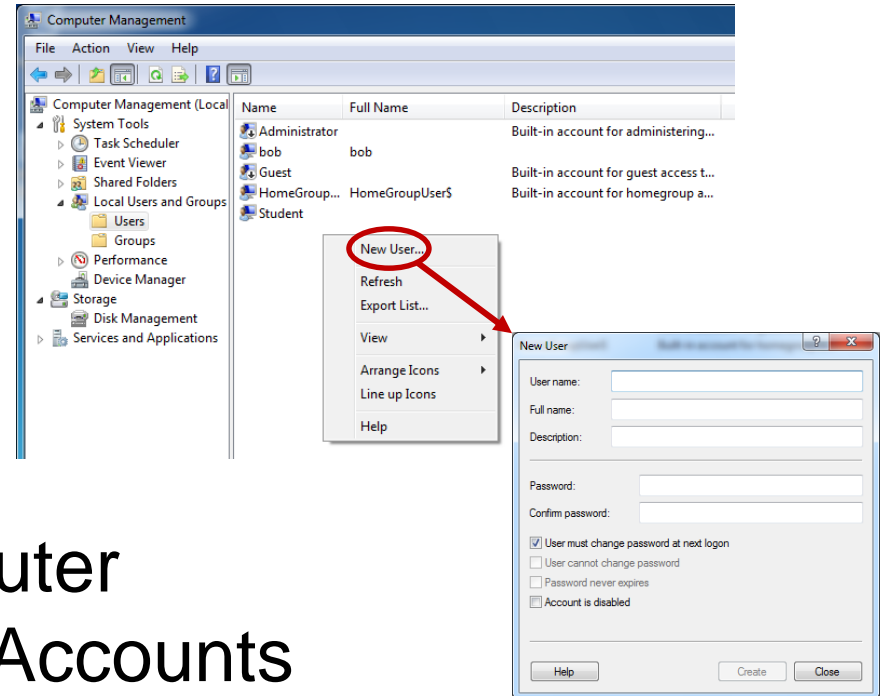 Computer Management
File Action View Help
Computer Management (Local
System Tools
Task Scheduler
Event Viewer
Shared Folders
Local Users and Groups
Users
Groups
Performance
Device Manager
Storage
Disk Management
Services and Applications
Name Full Name Description
Administrator Built-in account for administering...
bob bob
Guest Built-in account for guest access t...
HomeGroup... HomeGroupUser$ Built-in account for homegroup a...
Student
New User...
Refresh
Export List...
View
Arrange Icons
Line up Icons
Help
New User
User name:
Full name:
Description:
Password:
Confirm password:
User must change password at next logon
User cannot change password
Password never expires
Account is disabled
Help Create Close
uter
Accounts